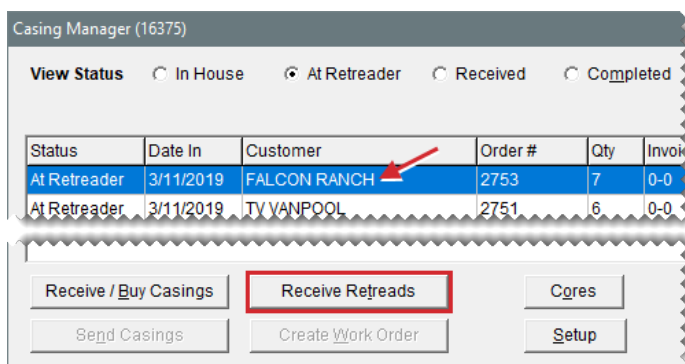 Casing Manager (16375)
View Status In House At Retreader Received Completed
Status Date In Customer Order # Qty
At Retreader 3/11/2019 FALCON RANCH 2753 7 0-0
At Retreader 3/11/2019 TV VANPOOL 2751 6 0-0
Receive / Buy Casings Receive Retreads Cores
Send Casings Create Work Order Setup